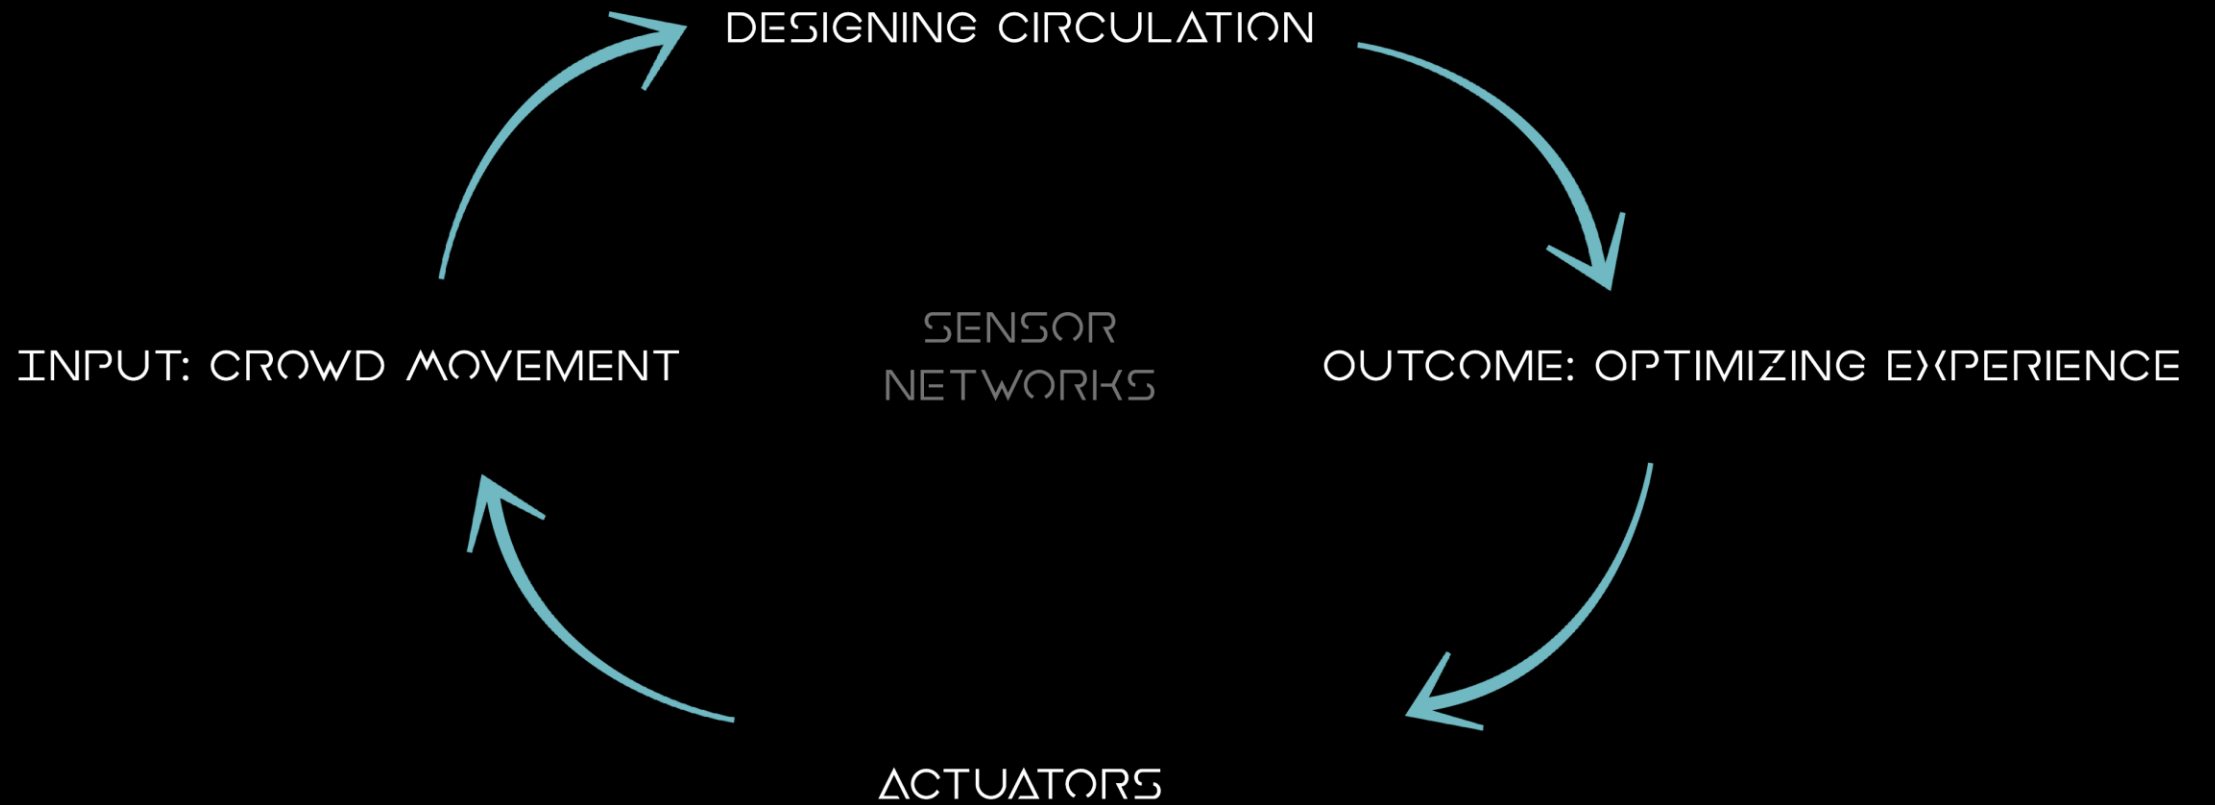 DESIGNING CIRCULATION
SENSOR
NETWORKS
INPUT: CROWD MOVEMENT
OUTCOME: OPTIMIZING EXPERIENCE
ACTUATORS